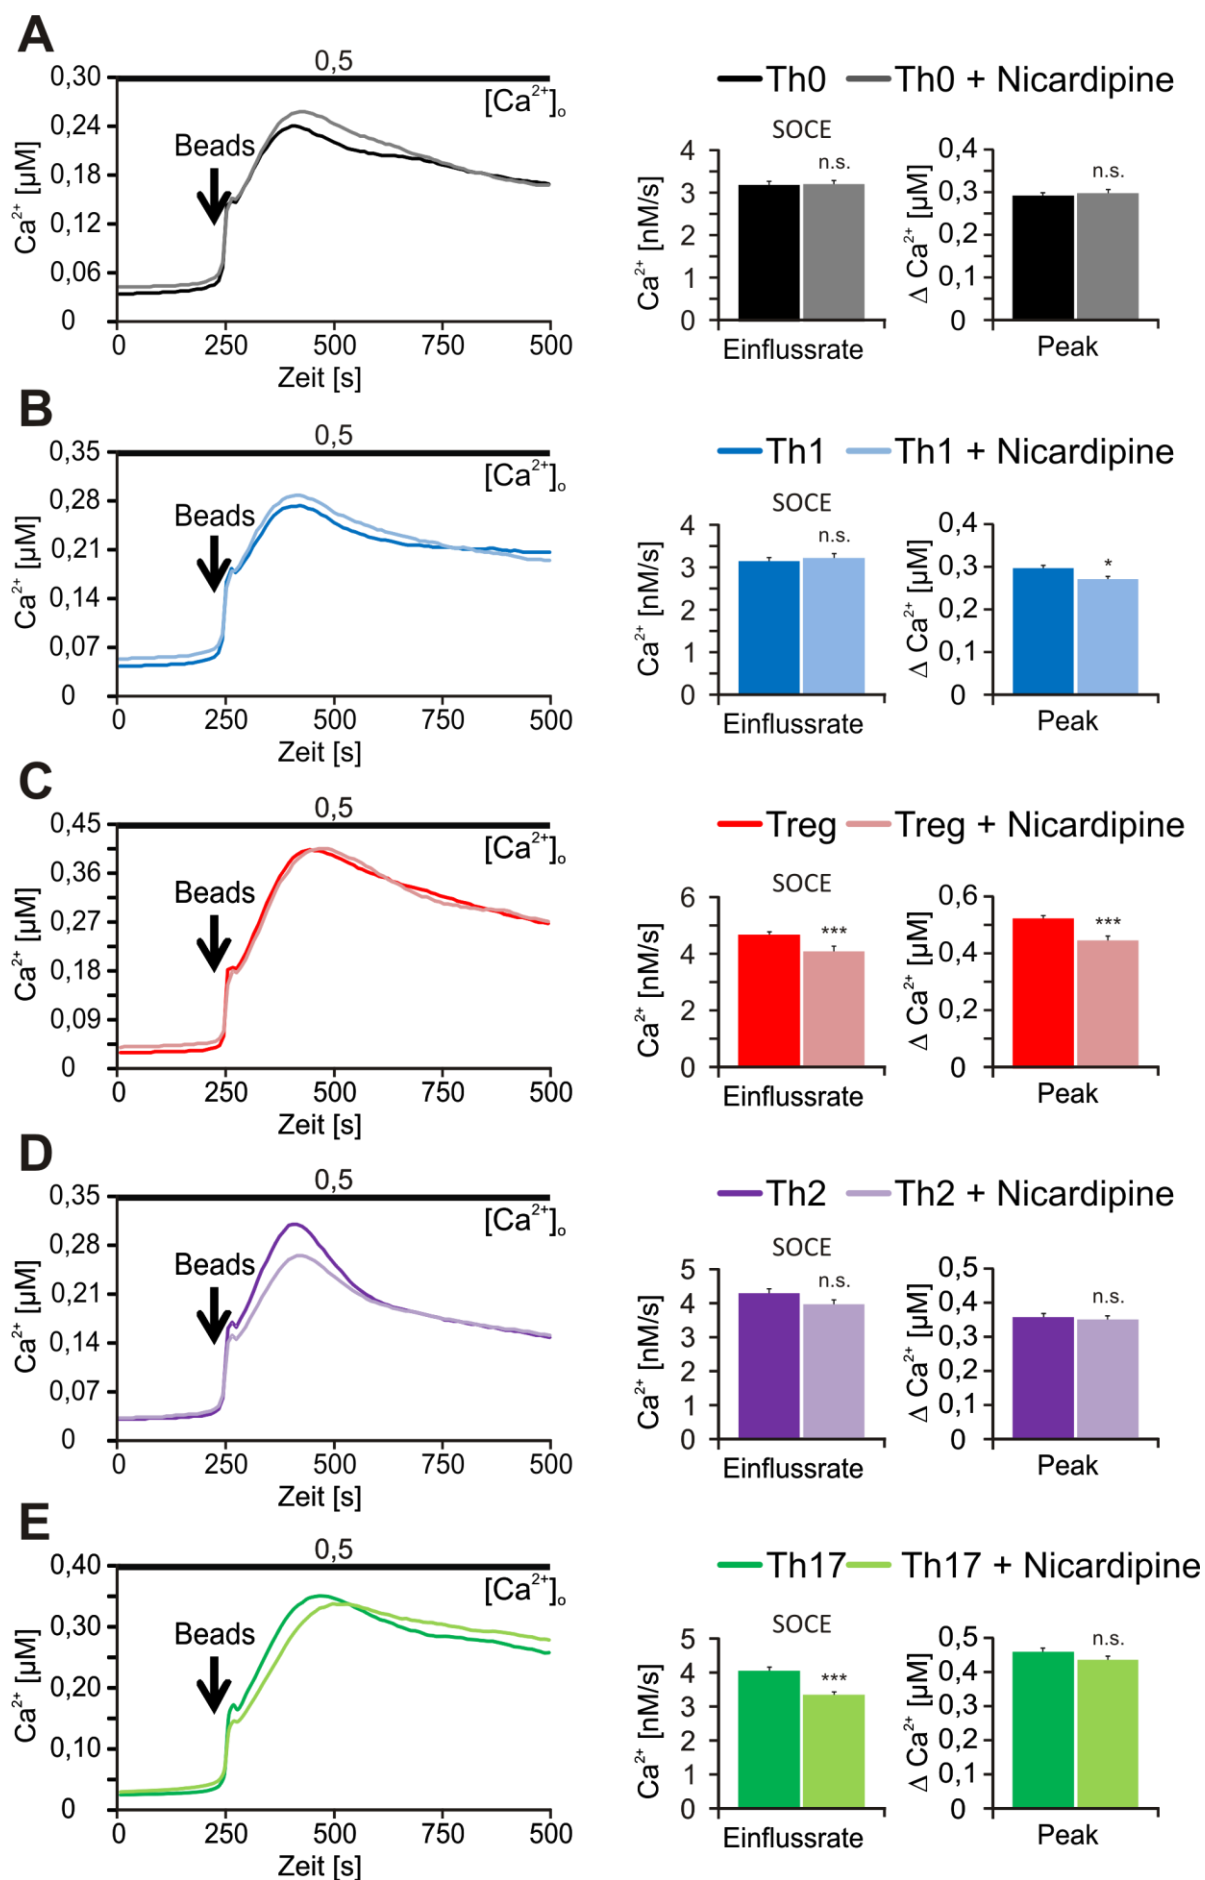 A
0,5
[Ca²⁺]ₒ
Beads
Ca²⁺ [µM]
0,30
0,24
0,18
0,12
0,06
0
0 250 500 750 500
Zeit [s]
Th0 Th0 + Nicardipine
SOCE
Ca²⁺ [nM/s]
4
3
2
1
0
n.s.
Einflussrate
Δ Ca²⁺ [µM]
0,4
0,3
0,2
0,1
0
n.s.
Peak
B
0,5
[Ca²⁺]ₒ
Beads
Ca²⁺ [µM]
0,35
0,28
0,21
0,14
0,07
0
0 250 500 750 500
Zeit [s]
Th1 Th1 + Nicardipine
SOCE
Ca²⁺ [nM/s]
4
3
2
1
0
n.s.
Einflussrate
Δ Ca²⁺ [µM]
0,4
0,3
0,2
0,1
0
*
Peak
C
0,5
[Ca²⁺]ₒ
Beads
Ca²⁺ [µM]
0,45
0,36
0,27
0,18
0,09
0
0 250 500 750 500
Zeit [s]
Treg Treg + Nicardipine
SOCE
Ca²⁺ [nM/s]
6
4
2
0
***
Einflussrate
Δ Ca²⁺ [µM]
0,6
0,4
0,2
0
***
Peak
D
0,5
[Ca²⁺]ₒ
Beads
Ca²⁺ [µM]
0,35
0,28
0,21
0,14
0,07
0
0 250 500 750 500
Zeit [s]
Th2 Th2 + Nicardipine
SOCE
Ca²⁺ [nM/s]
5
4
3
2
1
0
n.s.
Einflussrate
Δ Ca²⁺ [µM]
0,5
0,4
0,3
0,2
0,1
0
n.s.
Peak
E
0,5
[Ca²⁺]ₒ
Beads
Ca²⁺ [µM]
0,40
0,30
0,20
0,10
0
0 250 500 750 500
Zeit [s]
Th17 Th17 + Nicardipine
SOCE
Ca²⁺ [nM/s]
5
4
3
2
1
0
***
Einflussrate
Δ Ca²⁺ [µM]
0,5
0,4
0,3
0,2
0,1
0
n.s.
Peak